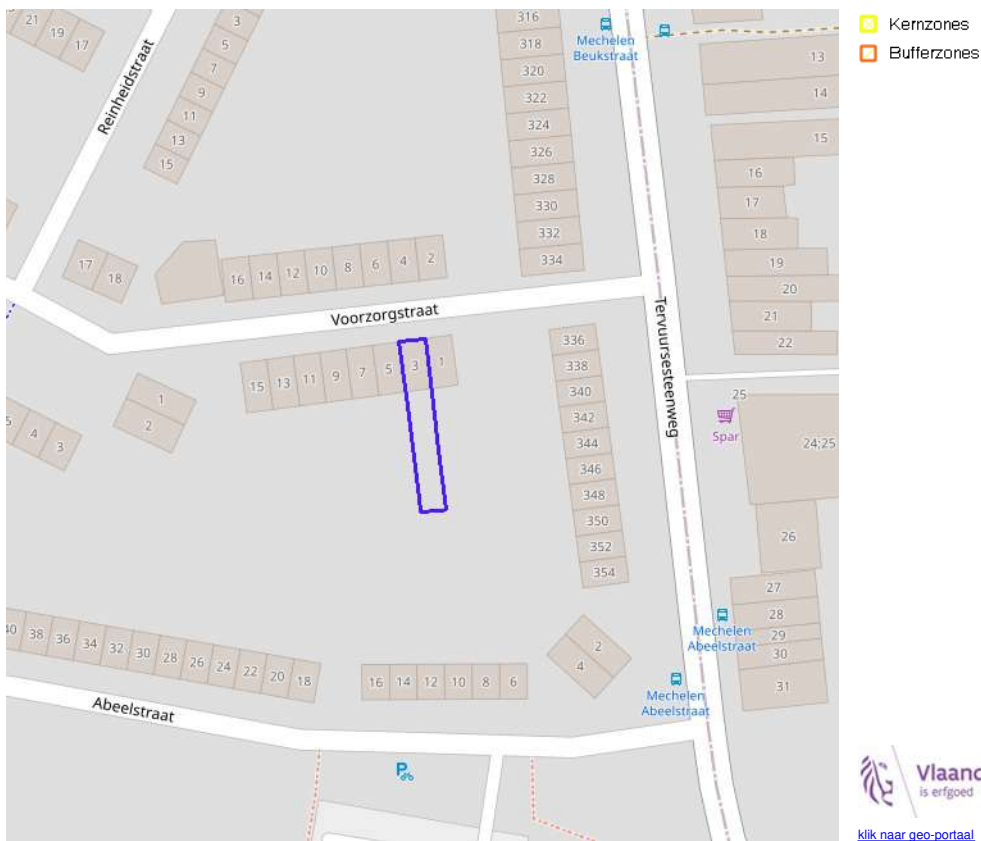 Kernzones
Bufferzones
21
19
17
3
5
7
9
11
13
15
Reinheidstraat
316
318
320
322
324
326
328
330
332
334
Mechelen
Beukstraat
13
14
15
16
17
18
19
20
21
22
17
18
16 14 12 10 8 6 4 2
Voorzorgstraat
Tervuursesteenweg
15 13 11 9 7 5 3 1
336
338
340
342
344
346
348
350
352
354
1
2
5
4
3
25
Spar
24;25
26
27
28
29
30
31
Mechelen
Abeelstraat
Mechelen
Abeelstraat
2
4
40 38 36 34 32 30 28 26 24 22 20 18
16 14 12 10 8 6
Abeelstraat
P
Vlaand
is erfgoed
klik naar geo-portaal